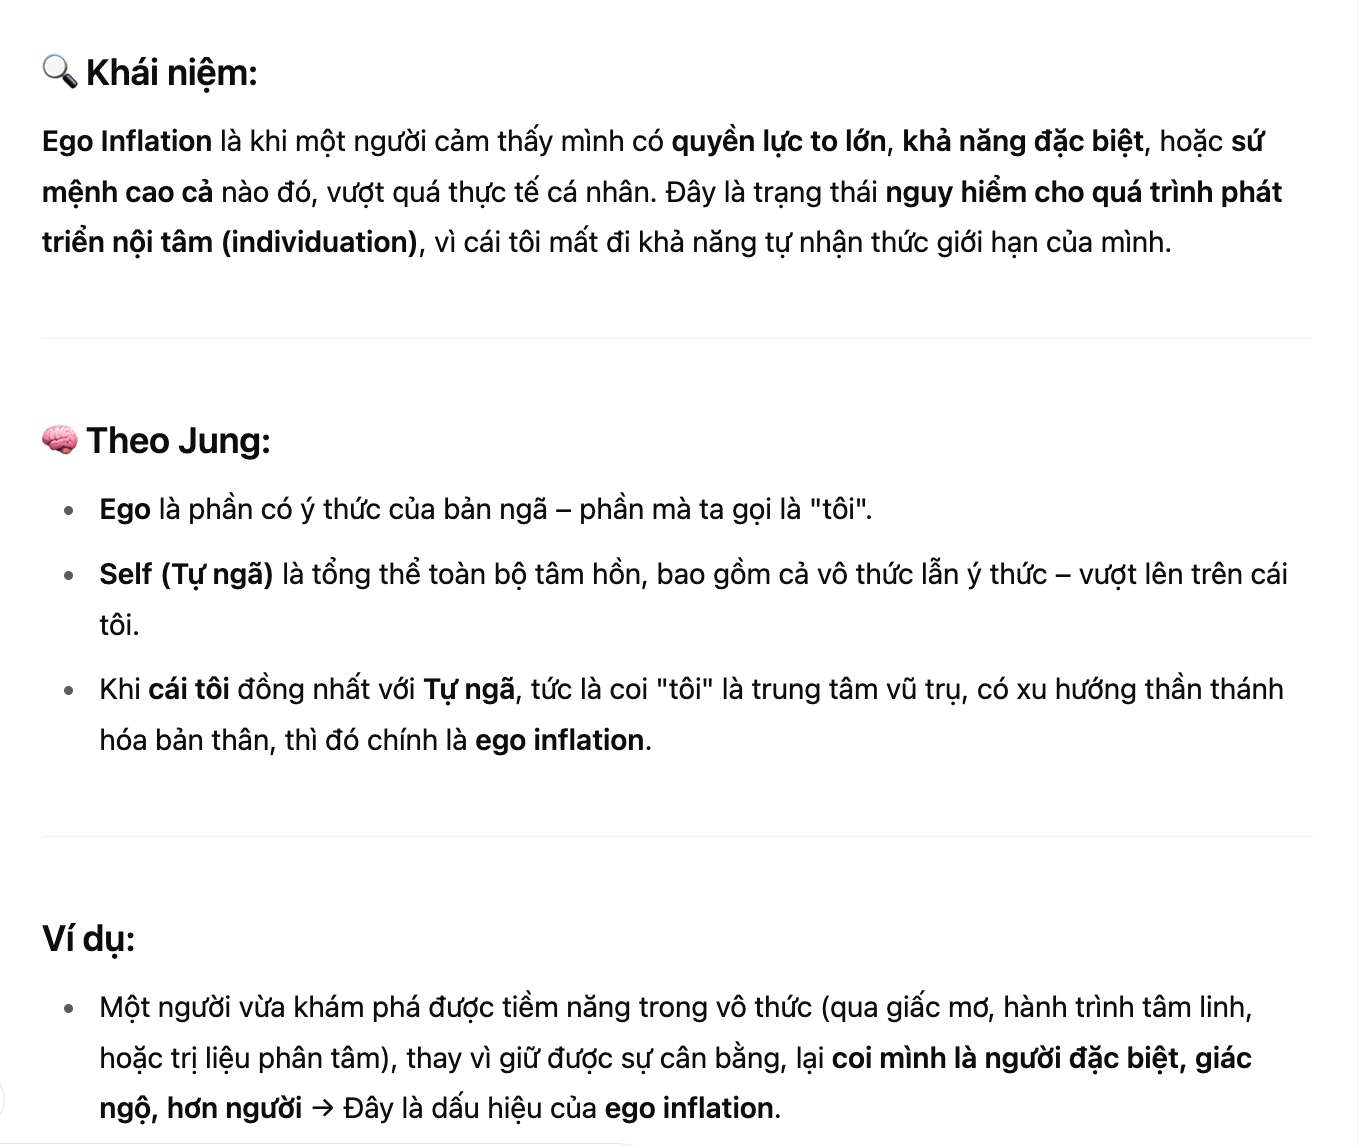 🔍 Khái niệm:
Ego Inflation là khi một người cảm thấy mình có quyền lực to lớn, khả năng đặc biệt, hoặc sứ
mệnh cao cả nào đó, vượt quá thực tế cá nhân. Đây là trạng thái nguy hiểm cho quá trình phát
triển nội tâm (individuation), vì cái tôi mất đi khả năng tự nhận thức giới hạn của mình.
🧠 Theo Jung:
• Ego là phần có ý thức của bản ngã – phần mà ta gọi là "tôi".
• Self (Tự ngã) là tổng thể toàn bộ tâm hồn, bao gồm cả vô thức lẫn ý thức – vượt lên trên cái
tôi.
• Khi cái tôi đồng nhất với Tự ngã, tức là coi "tôi" là trung tâm vũ trụ, có xu hướng thần thánh
hóa bản thân, thì đó chính là ego inflation.
Ví dụ:
• Một người vừa khám phá được tiềm năng trong vô thức (qua giấc mơ, hành trình tâm linh,
hoặc trị liệu phân tâm), thay vì giữ được sự cân bằng, lại coi mình là người đặc biệt, giác
ngộ, hơn người → Đây là dấu hiệu của ego inflation.